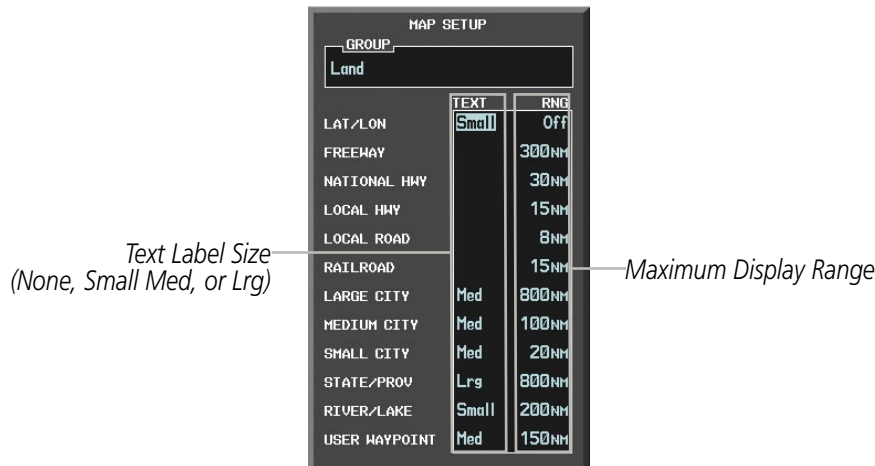 MAP SETUP
GROUP
Land
TEXT RNG
LAT/LON Small Off
FREEWAY 300NM
NATIONAL HWY 30NM
LOCAL HWY 15NM
LOCAL ROAD 8NM
RAILROAD 15NM
LARGE CITY Med 800NM
MEDIUM CITY Med 100NM
SMALL CITY Med 20NM
STATE/PROV Lrg 800NM
RIVER/LAKE Small 200NM
USER WAYPOINT Med 150NM
Text Label Size
(None, Small Med, or Lrg)
Maximum Display Range